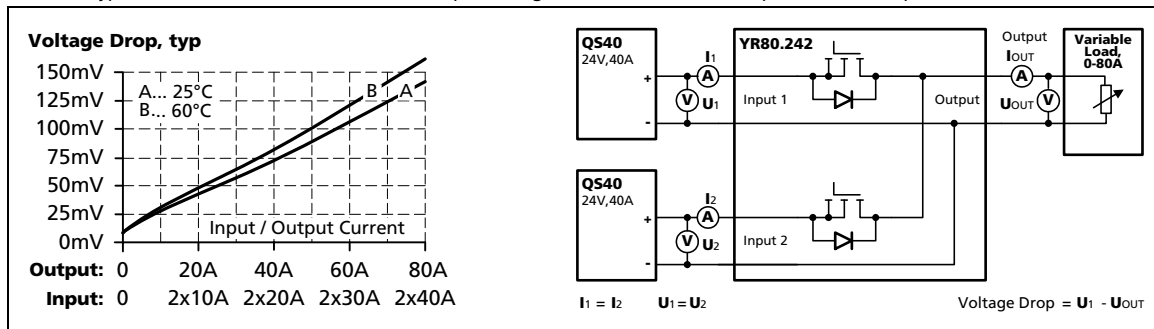 Voltage Drop, typ
150mV
125mV
100mV
75mV
50mV
25mV
0mV
A... 25°C
B... 60°C
B
A
Input / Output Current
Output: 0 20A 40A 60A 80A
Input: 0 2x10A 2x20A 2x30A 2x40A
QS40
24V,40A
+
-
I1
A
V
U1
YR80.242
Input 1
Output
Output
IOUT
A
UOUT
V
Variable
Load,
0-80A
QS40
24V,40A
+
-
I2
A
V
U2
Input 2
I1 = I2 U1 = U2
Voltage Drop = U1 - UOUT